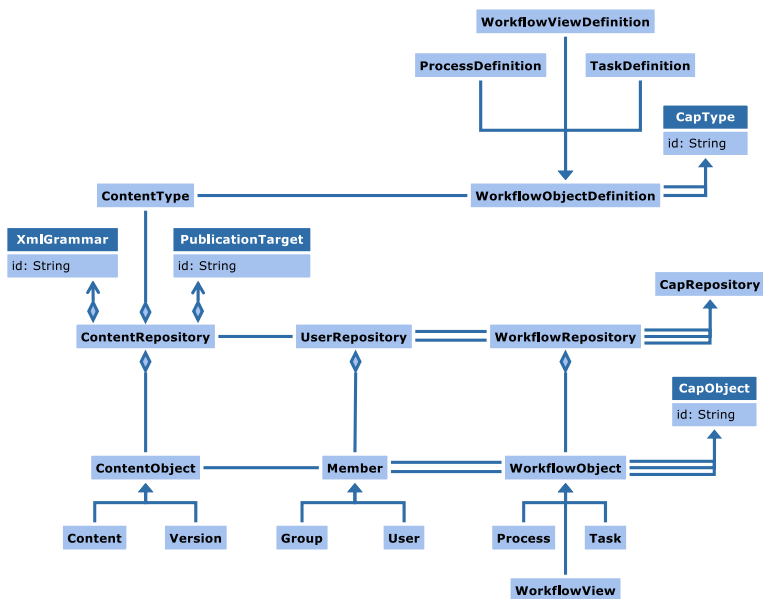 WorkflowViewDefinition
ProcessDefinition
TaskDefinition
CapType
id: String
ContentType
WorkflowObjectDefinition
XmlGrammar
id: String
PublicationTarget
id: String
CapRepository
ContentRepository
UserRepository
WorkflowRepository
CapObject
id: String
ContentObject
Member
WorkflowObject
Content
Version
Group
User
Process
Task
WorkflowView